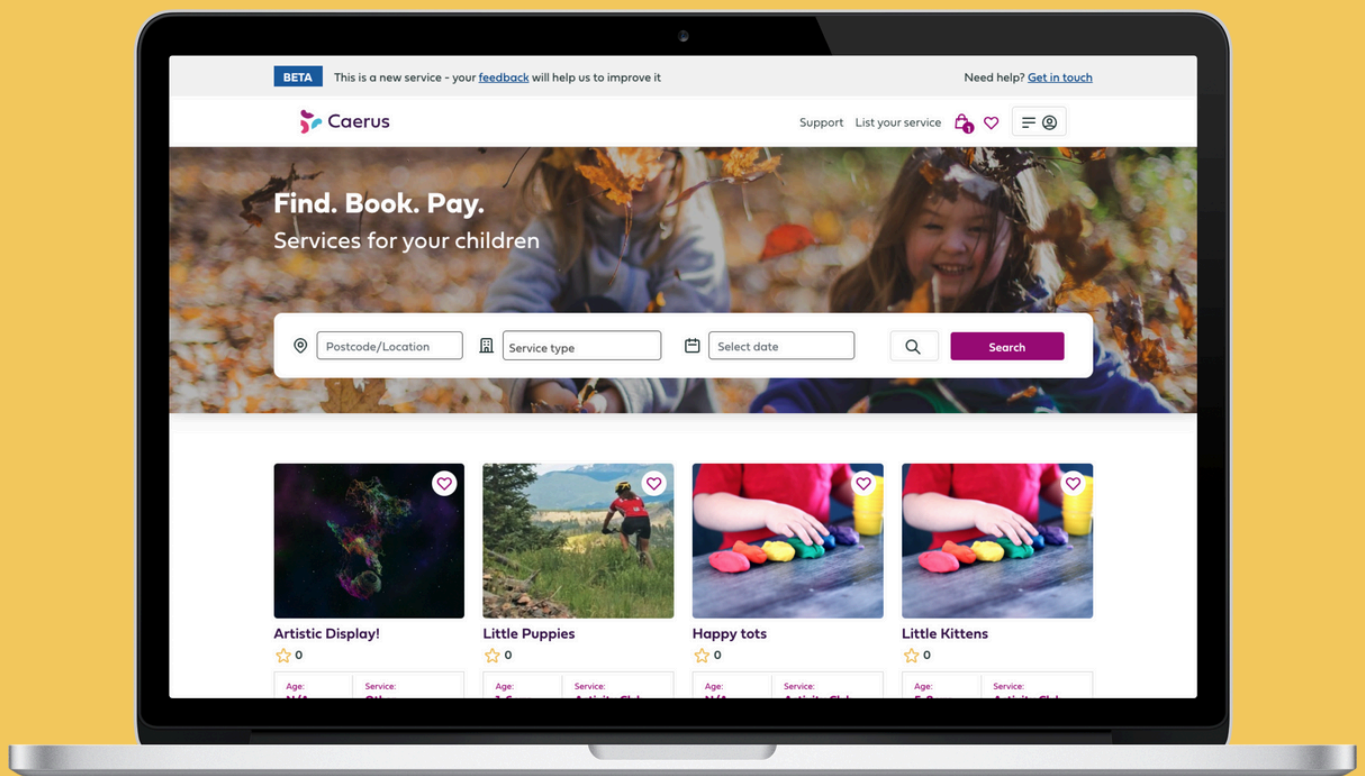 BETA This is a new service - your feedback will help us to improve it Need help? Get in touch
Caerus Support List your service 1
Find. Book. Pay.
Services for your children
Postcode/Location Service type Select date Search
Artistic Display! Little Puppies Happy tots Little Kittens
0 0 0 0
Age: Service: Age: Service: Age: Service: Age: Service: